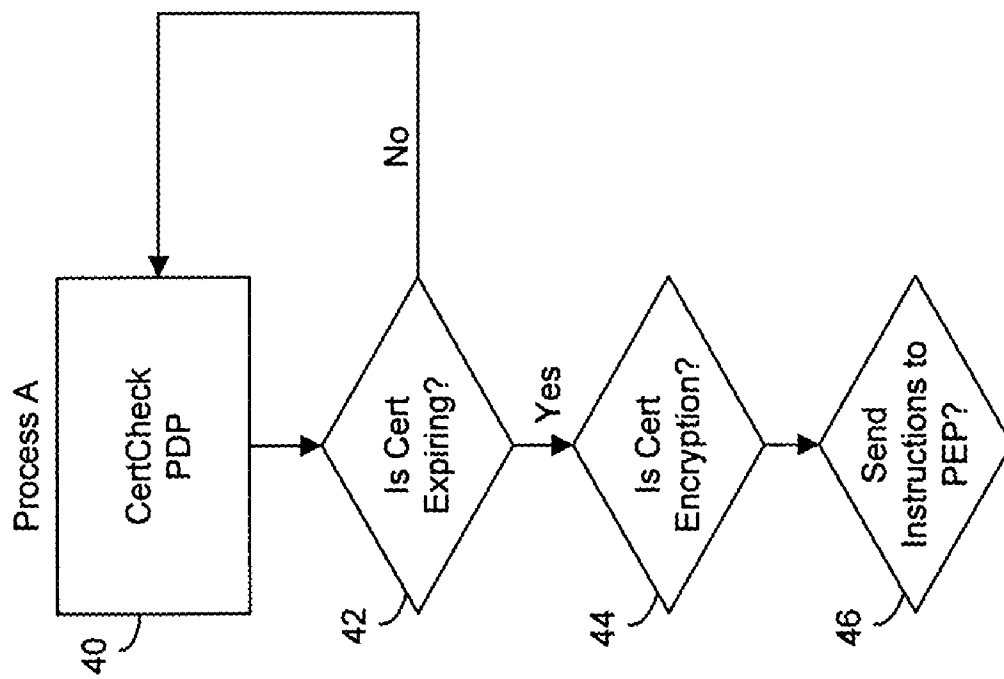 Process A
CertCheck
PDP
40
Is Cert
Expiring?
42
No
Yes
Is Cert
Encryption?
44
Send
Instructions to
PEP?
46